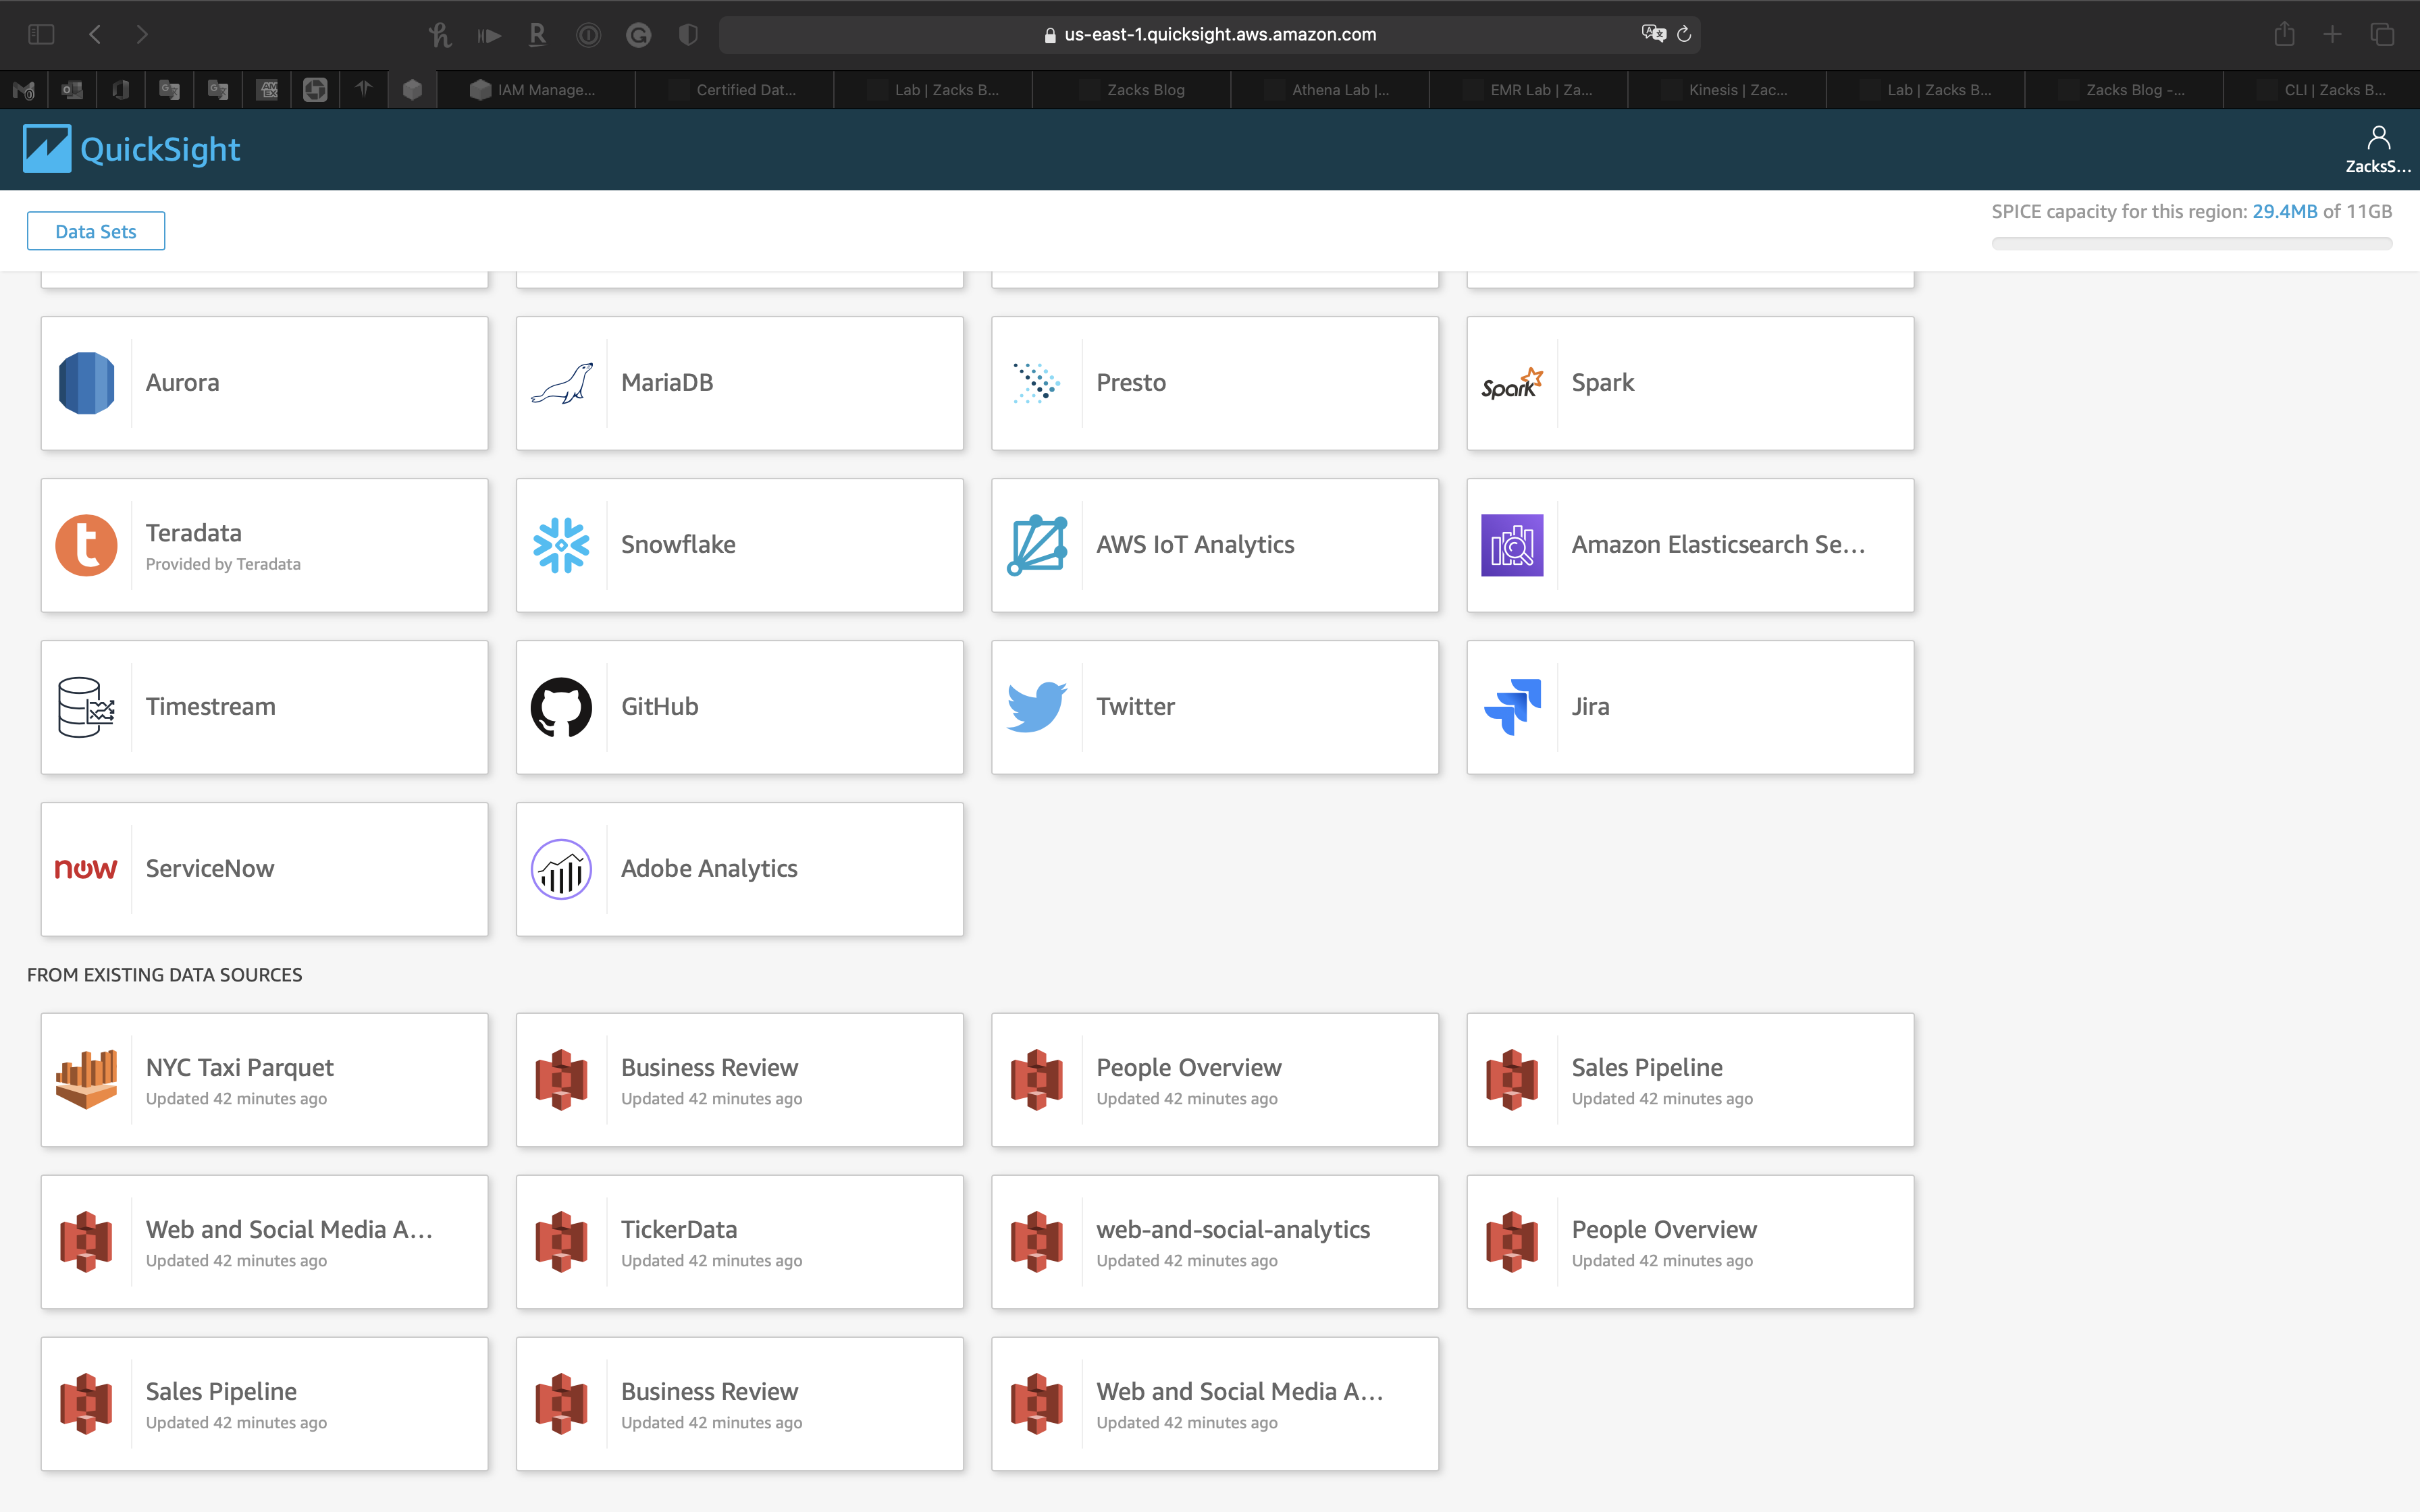 us-east-1.quicksight.aws.amazon.com
IAM Manage...
Certified Dat...
Lab | Zacks B...
Zacks Blog
Athena Lab |...
EMR Lab | Za...
Kinesis | Zac...
Lab | Zacks B...
Zacks Blog -...
CLI | Zacks B...
QuickSight
ZacksS...
Data Sets
SPICE capacity for this region: 29.4MB of 11GB
Aurora
MariaDB
Presto
Spark
Spark
Teradata
Provided by Teradata
Snowflake
AWS IoT Analytics
Amazon Elasticsearch Se...
Timestream
GitHub
Twitter
Jira
now
ServiceNow
Adobe Analytics
FROM EXISTING DATA SOURCES
NYC Taxi Parquet
Updated 42 minutes ago
Business Review
Updated 42 minutes ago
People Overview
Updated 42 minutes ago
Sales Pipeline
Updated 42 minutes ago
Web and Social Media A...
Updated 42 minutes ago
TickerData
Updated 42 minutes ago
web-and-social-analytics
Updated 42 minutes ago
People Overview
Updated 42 minutes ago
Sales Pipeline
Updated 42 minutes ago
Business Review
Updated 42 minutes ago
Web and Social Media A...
Updated 42 minutes ago